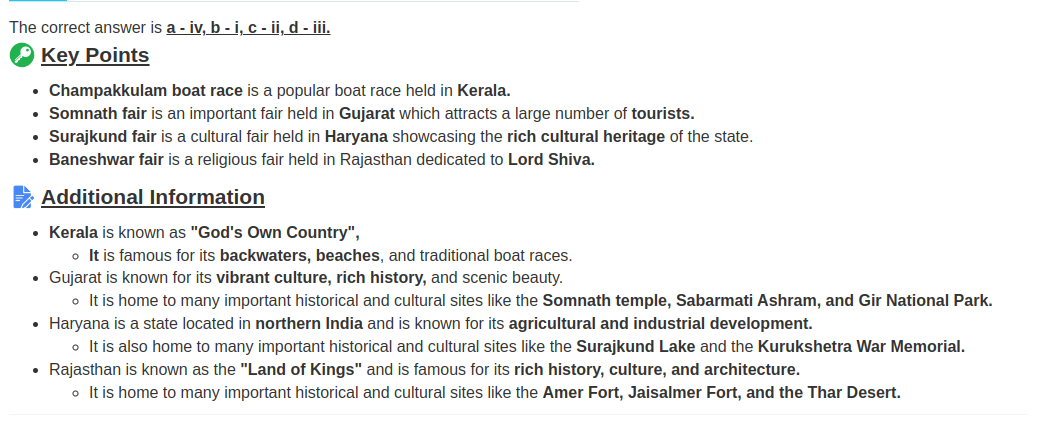 The correct answer is a - iv, b - i, c - ii, d - iii.
Key Points
• Champakkulam boat race is a popular boat race held in Kerala.
• Somnath fair is an important fair held in Gujarat which attracts a large number of tourists.
• Surajkund fair is a cultural fair held in Haryana showcasing the rich cultural heritage of the state.
• Baneshwar fair is a religious fair held in Rajasthan dedicated to Lord Shiva.
Additional Information
• Kerala is known as "God's Own Country",
◦ It is famous for its backwaters, beaches, and traditional boat races.
• Gujarat is known for its vibrant culture, rich history, and scenic beauty.
◦ It is home to many important historical and cultural sites like the Somnath temple, Sabarmati Ashram, and Gir National Park.
• Haryana is a state located in northern India and is known for its agricultural and industrial development.
◦ It is also home to many important historical and cultural sites like the Surajkund Lake and the Kurukshetra War Memorial.
• Rajasthan is known as the "Land of Kings" and is famous for its rich history, culture, and architecture.
◦ It is home to many important historical and cultural sites like the Amer Fort, Jaisalmer Fort, and the Thar Desert.